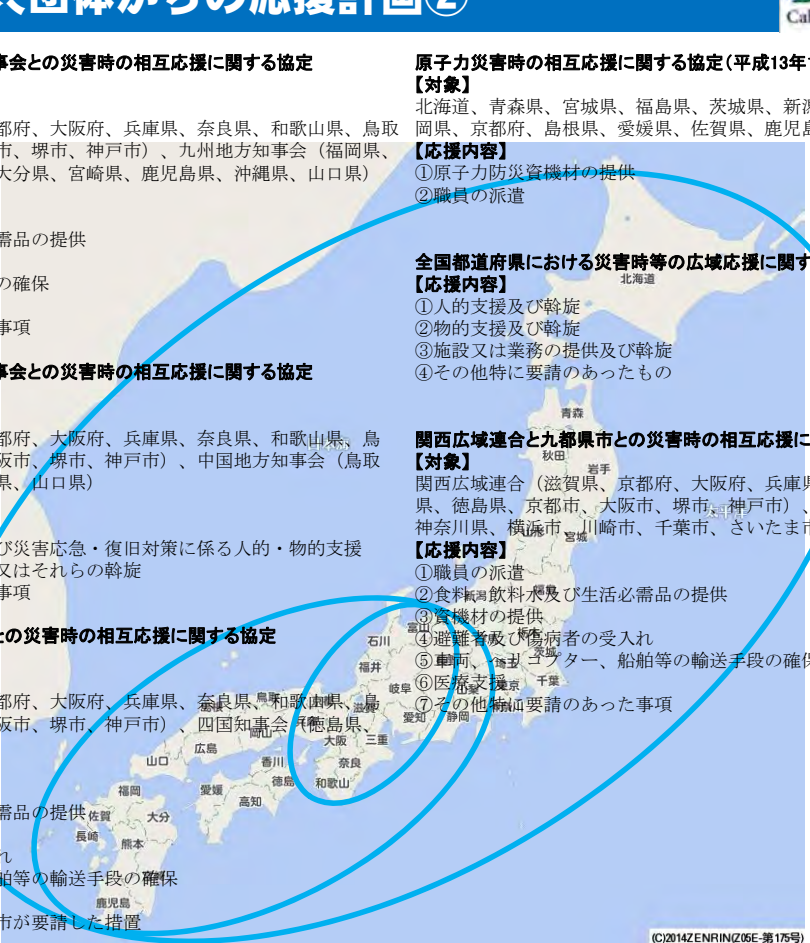 団体からの応援計画②
Cal
事会との災害時の相互応援に関する協定
都府、大阪府、兵庫県、奈良県、和歌山県、鳥取
市、堺市、神戸市）、九州地方知事会（福岡県、
大分県、宮崎県、鹿児島県、沖縄県、山口県）
需品の提供
の確保
事項
事会との災害時の相互応援に関する協定
都府、大阪府、兵庫県、奈良県、和歌山県、鳥
阪市、堺市、神戸市）、中国地方知事会（鳥取
県、山口県）
び災害応急・復旧対策に係る人的・物的支援
又はそれらの斡旋
事項
との災害時の相互応援に関する協定
都府、大阪府、兵庫県、奈良県、和歌山県、鳥
阪市、堺市、神戸市）、四国知事会（徳島県、
需品の提供
れ
舶等の輸送手段の確保
市が要請した措置
原子力災害時の相互応援に関する協定（平成13年1
【対象】
北海道、青森県、宮城県、福島県、茨城県、新潟
岡県、京都府、島根県、愛媛県、佐賀県、鹿児島
【応援内容】
①原子力防災資機材の提供
②職員の派遣
全国都道府県における災害時等の広域応援に関す
【応援内容】
①人的支援及び斡旋
②物的支援及び斡旋
③施設又は業務の提供及び斡旋
④その他特に要請のあったもの
関西広域連合と九都県市との災害時の相互応援に
【対象】
関西広域連合（滋賀県、京都府、大阪府、兵庫県
県、徳島県、京都市、大阪市、堺市、神戸市）、
神奈川県、横浜市、川崎市、千葉市、さいたま市
【応援内容】
①職員の派遣
②食料、飲料水及び生活必需品の提供
③資機材の提供
④避難者及び傷病者の受入れ
⑤車両、ヘリコプター、船舶等の輸送手段の確保
⑥医療支援
⑦その他特に要請のあった事項
北海道
青森
秋田
岩手
宮城
富山
石川
福井
岐阜
愛知
静岡
千葉
三重
滋賀
大阪
奈良
和歌山
鳥取
岡山
広島
山口
香川
徳島
愛媛
高知
福岡
佐賀
大分
長崎
熊本
鹿児島
(C)2014ZENRIN(Z05E-第175号)